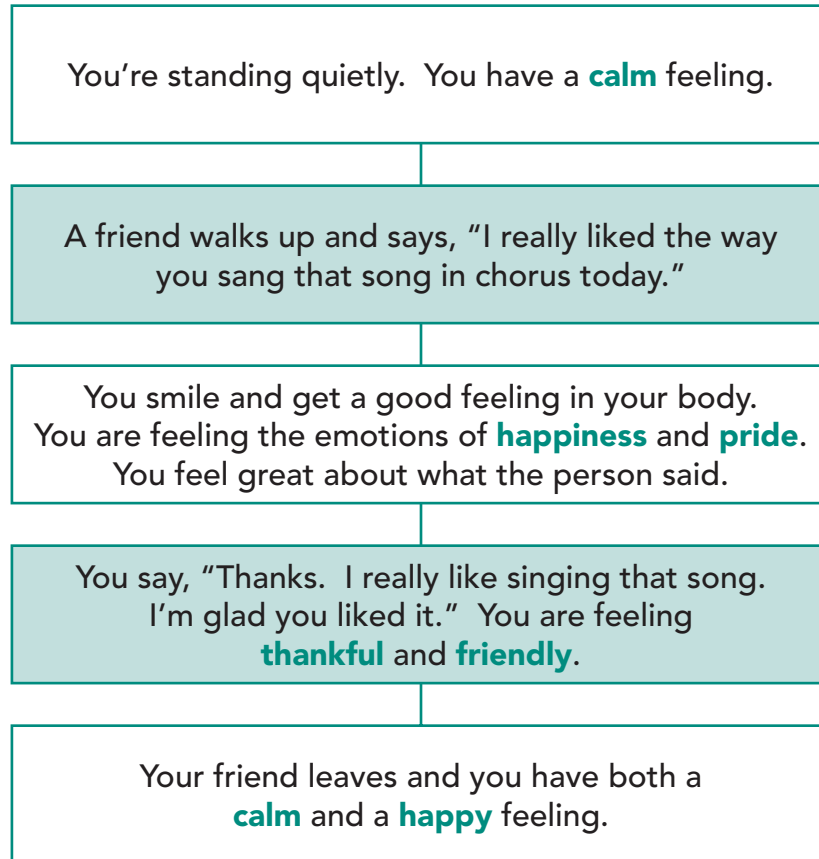 You’re standing quietly.  You have a calm feeling.
A friend walks up and says, “I really liked the way
you sang that song in chorus today.”
You smile and get a good feeling in your body.
You are feeling the emotions of happiness and pride.
You feel great about what the person said.
You say, “Thanks.  I really like singing that song.
I’m glad you liked it.”  You are feeling
thankful and friendly.
Your friend leaves and you have both a
calm and a happy feeling.